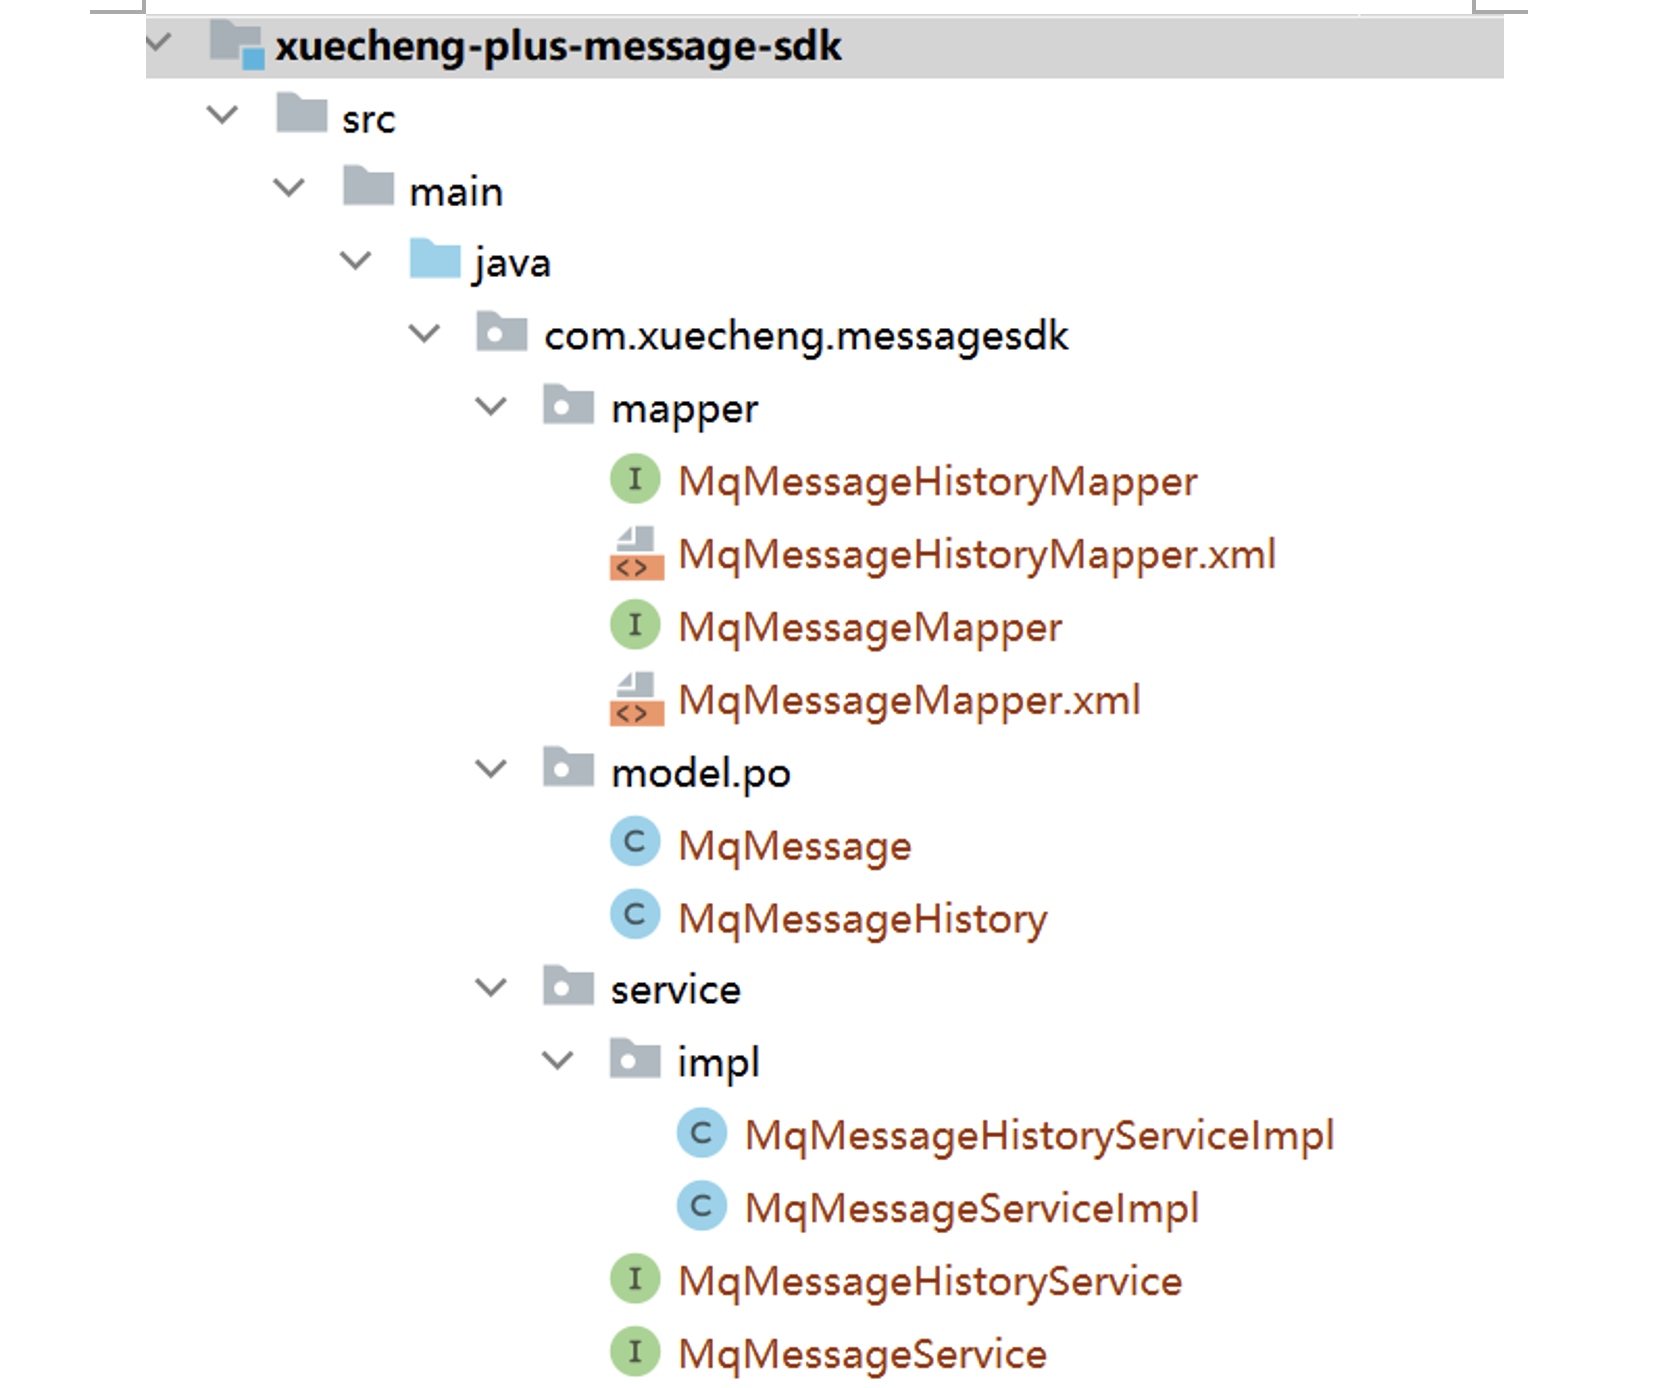 xuecheng-plus-message-sdk
src
main
java
com.xuecheng.messagesdk
mapper
I MqMessageHistoryMapper
<> MqMessageHistoryMapper.xml
I MqMessageMapper
<> MqMessageMapper.xml
model.po
C MqMessage
C MqMessageHistory
service
impl
C MqMessageHistoryServiceImpl
C MqMessageServiceImpl
I MqMessageHistoryService
I MqMessageService